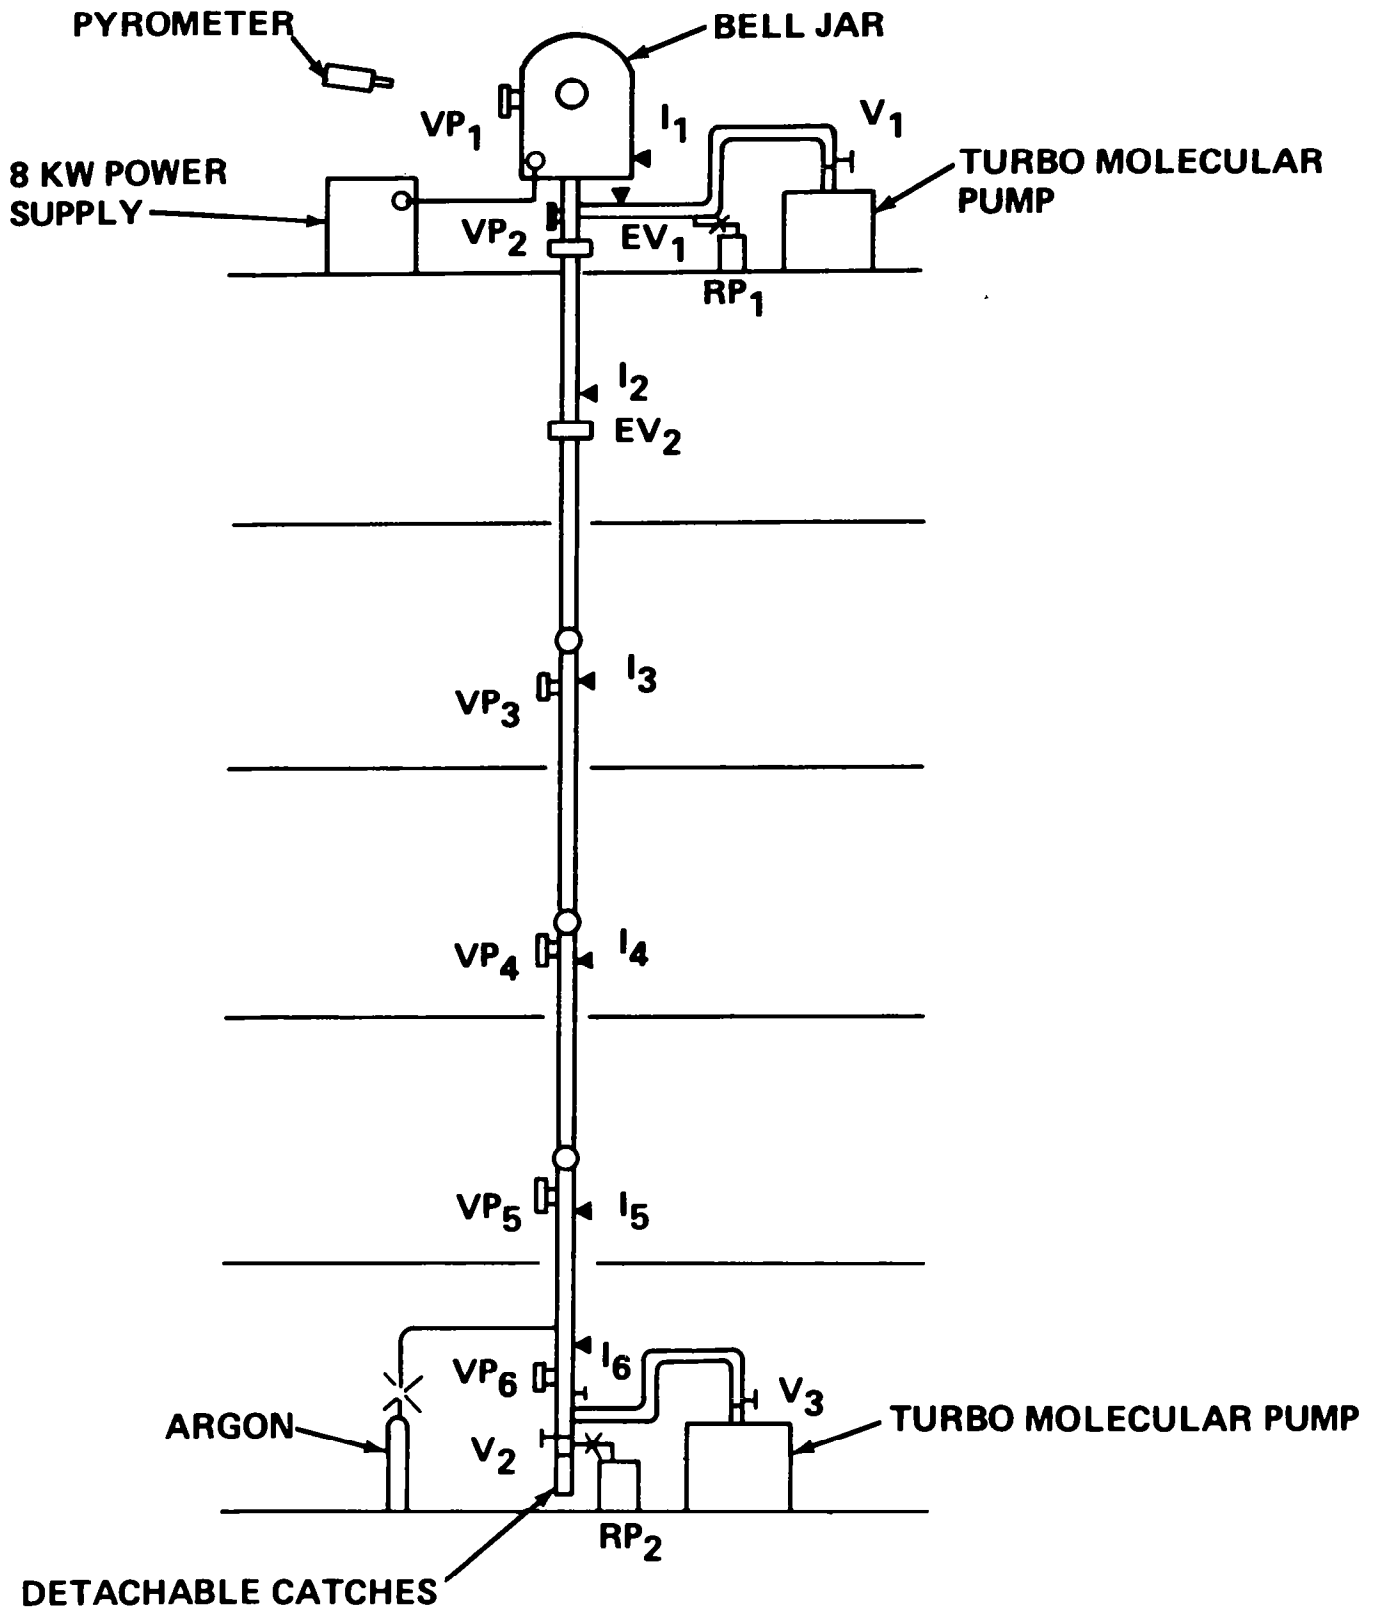 PYROMETER
BELL JAR
VP1
I1
V1
8 KW POWER
SUPPLY
TURBO MOLECULAR
PUMP
VP2
EV1
RP1
I2
EV2
I3
VP3
I4
VP4
VP5
I5
I6
VP6
V3
ARGON
TURBO MOLECULAR PUMP
V2
RP2
DETACHABLE CATCHES